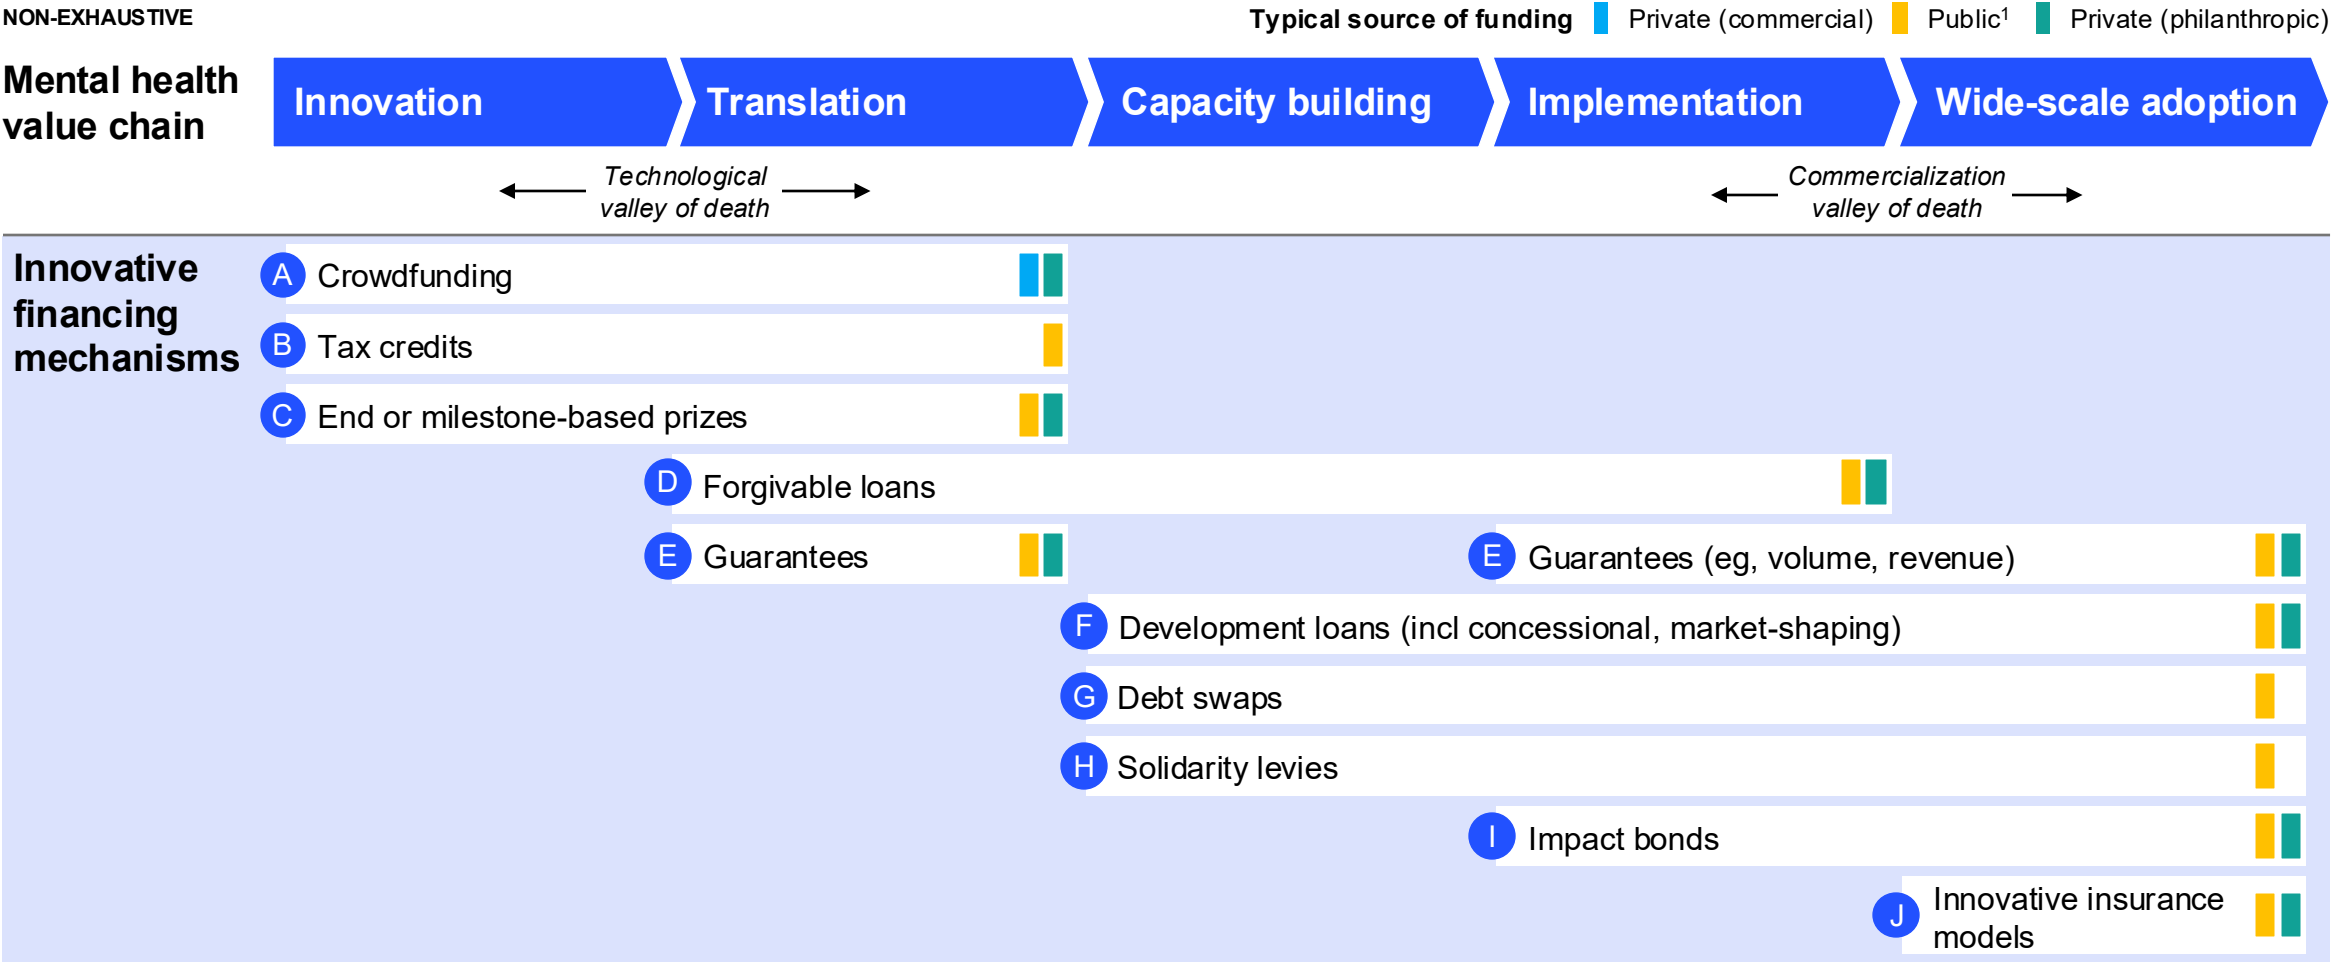 NON-EXHAUSTIVE
Typical source of funding Private (commercial) Public¹ Private (philanthropic)
Mental health
value chain
Innovation
Translation
Capacity building
Implementation
Wide-scale adoption
Technological
valley of death
Commercialization
valley of death
Innovative
financing
mechanisms
A Crowdfunding
B Tax credits
C End or milestone-based prizes
D Forgivable loans
E Guarantees
E Guarantees (eg, volume, revenue)
F Development loans (incl concessional, market-shaping)
G Debt swaps
H Solidarity levies
I Impact bonds
J Innovative insurance
models